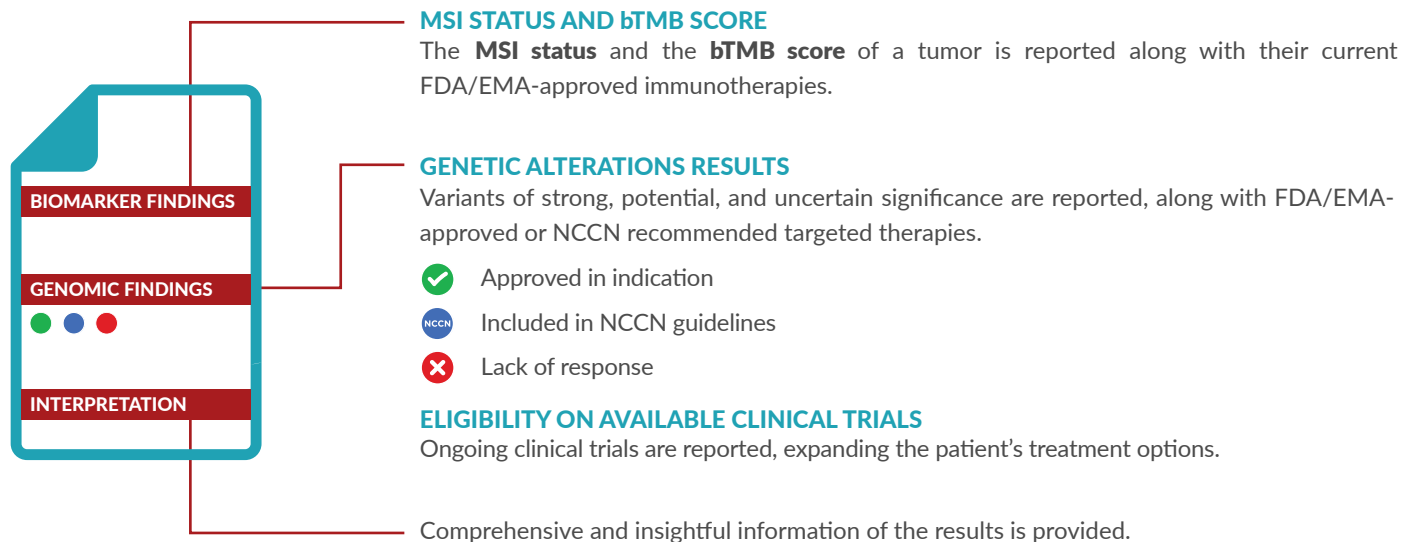 MSI STATUS AND bTMB SCORE
The MSI status and the bTMB score of a tumor is reported along with their current
FDA/EMA-approved immunotherapies.
BIOMARKER FINDINGS
GENETIC ALTERATIONS RESULTS
Variants of strong, potential, and uncertain significance are reported, along with FDA/EMA-
approved or NCCN recommended targeted therapies.
GENOMIC FINDINGS
Approved in indication
NCCN Included in NCCN guidelines
Lack of response
INTERPRETATION
ELIGIBILITY ON AVAILABLE CLINICAL TRIALS
Ongoing clinical trials are reported, expanding the patient’s treatment options.
Comprehensive and insightful information of the results is provided.